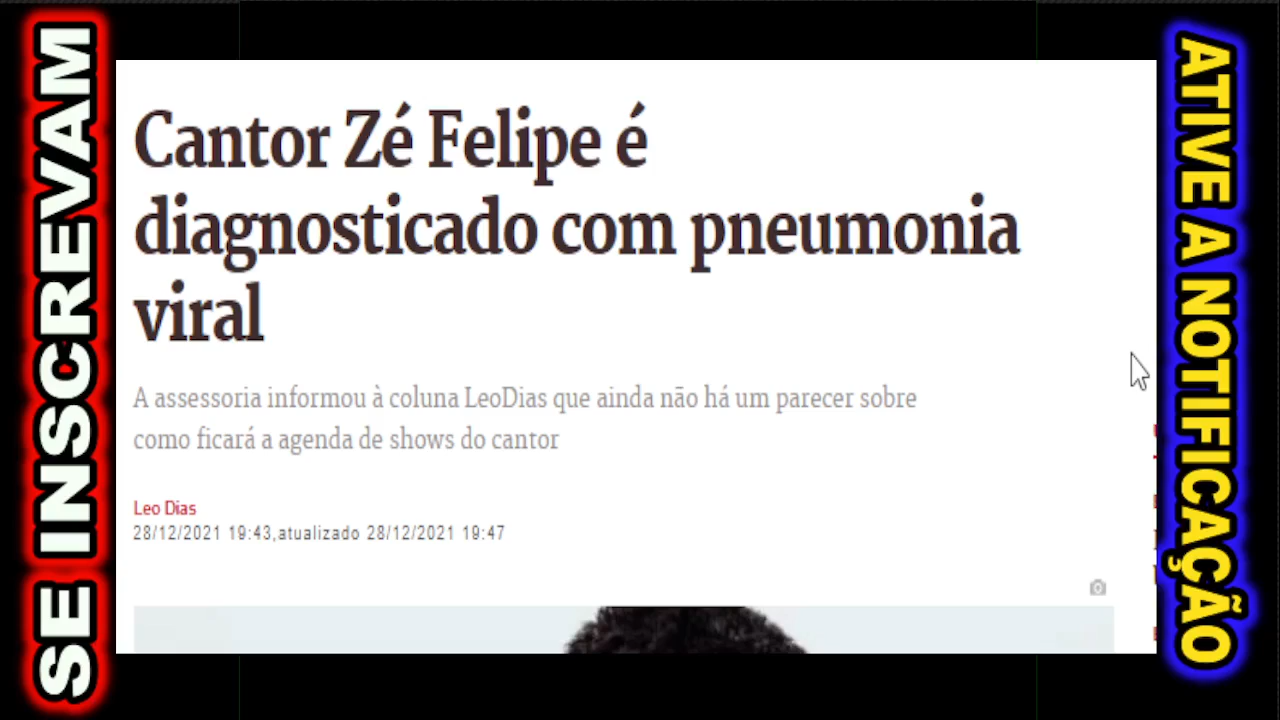 SE INSCREVAM
Cantor Zé Felipe é
diagnosticado com pneumonia
viral
A assessoria informou à coluna LeoDias que ainda não há um parecer sobre
como ficará a agenda de shows do cantor
Leo Dias
28/12/2021 19:43,atualizado 28/12/2021 19:47
ATIVE A NOTIFICAÇÃO